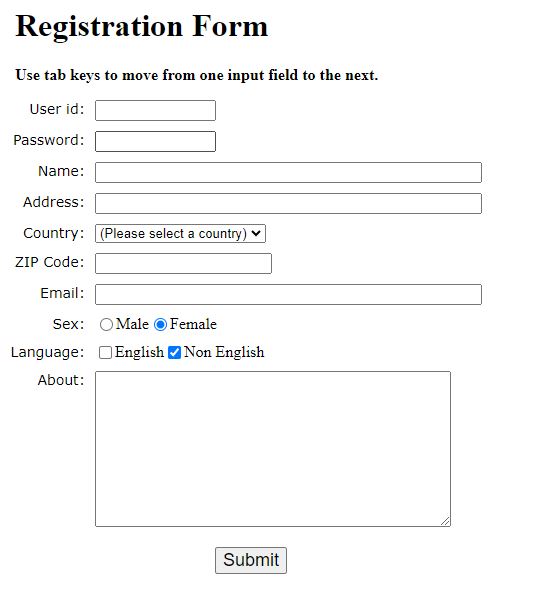 Registration Form
Use tab keys to move from one input field to the next.
User id:
Password:
Name:
Address:
Country: (Please select a country)
ZIP Code:
Email:
Sex: Male Female
Language: English Non English
About:
Submit